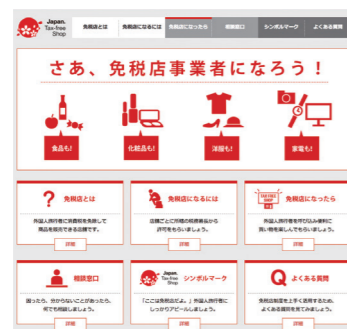 Japan.
Tax-free
Shop
免税店とは
免税店になるには
免税店になったら
相談窓口
シンボルマーク
よくある質問
さあ、免税店事業者になろう！
食品も!
化粧品も!
洋服も!
家電も!
? 免税店とは
外国人旅行者に消費税を免除して
商品を販売できる店舗です。
詳細
免税店になるには
店舗ごとに所轄の税務署長から
許可をもらいましょう。
詳細
免税店になったら
外国人旅行者を呼び込み便利に
買い物を楽しんでもらいましょう。
詳細
相談窓口
困ったら、分からないことがあったら、
何でも相談しましょう。
詳細
Japan.
Tax-free
Shop
シンボルマーク
「ここは免税店だよ。」外国人旅行者に
しっかりアピールしましょう。
詳細
Q よくある質問
免税店制度を上手く活用するため、
よくある質問を見てみましょう。
詳細